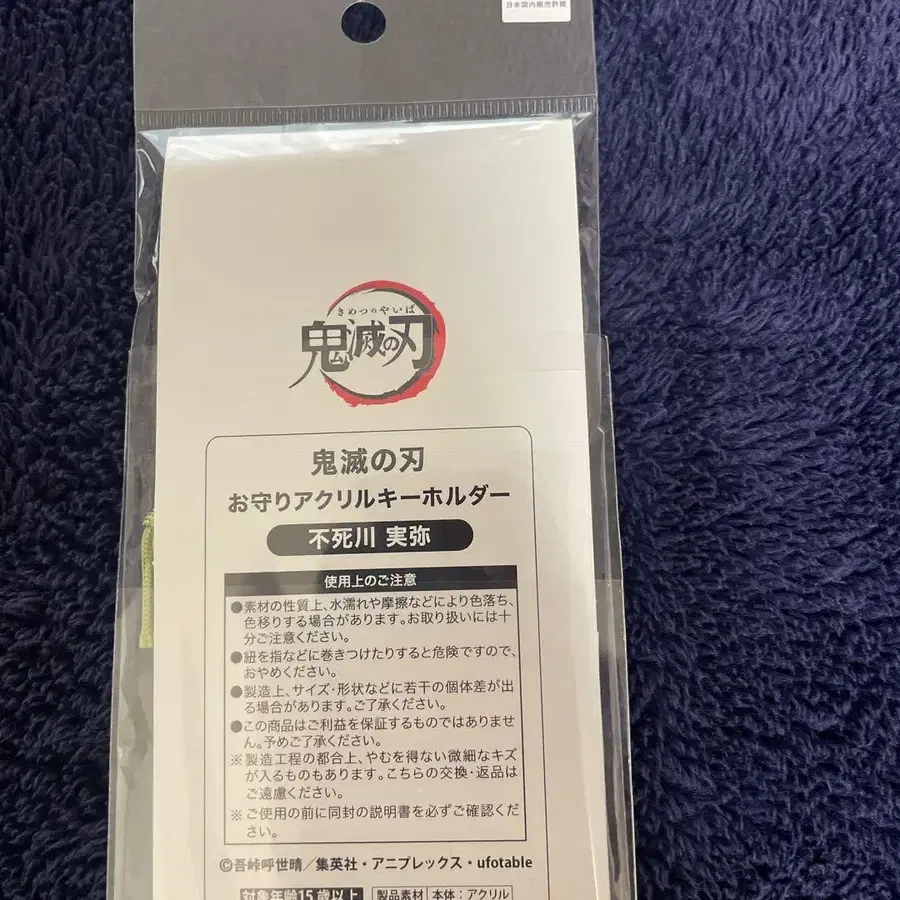 日本国内販売許諾
きめつのやいば
鬼滅の刃
鬼滅の刃
お守りアクリルキーホルダー
不死川 実弥
使用上のご注意
●素材の性質上、水濡れや摩擦などにより色落ち、
色移りする場合があります。お取り扱いには十
分ご注意ください。
●紐を指などに巻きつけたりすると危険ですので、
おやめください。
●製造上、サイズ・形状などに若干の個体差が出
る場合があります。ご了承ください。
●この商品はご利益を保証するものではありませ
ん。予めご了承ください。
※製造工程の都合上、やむを得ない微細なキズ
が入るものもあります。こちらの交換・返品は
ご遠慮ください。
※ご使用の前に同封の説明書を必ずご確認くだ
さい。
©吾峠呼世晴／集英社・アニプレックス・ufotable
対象年齢15歳以上 製品素材 本体：アクリル